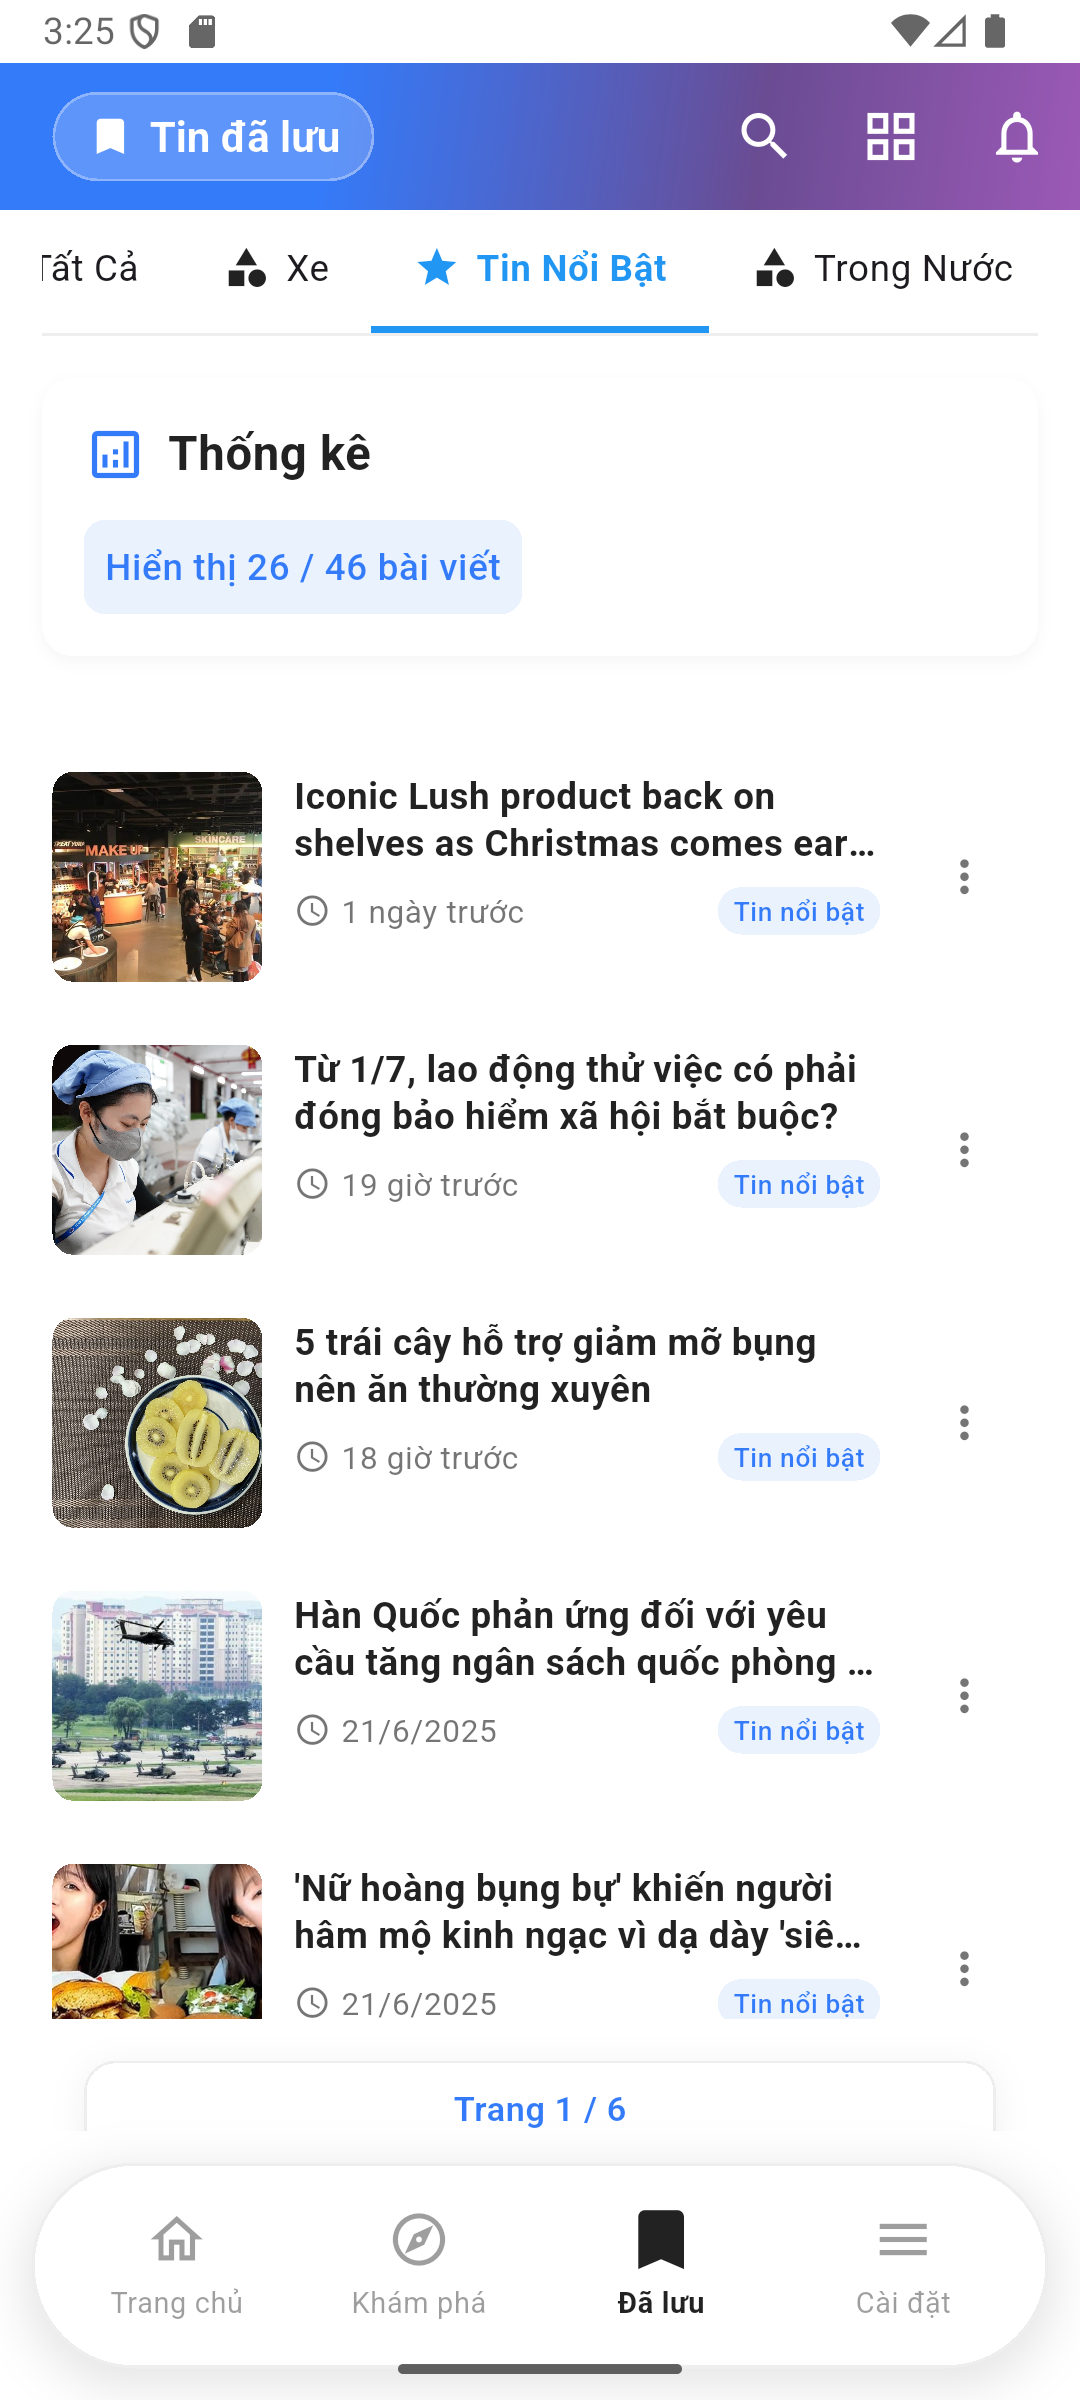 3:25
Tin đã lưu
Tất Cả
Xe
Tin Nổi Bật
Trong Nước
Thống kê
Hiển thị 26 / 46 bài viết
MAKE UP
SKINCARE
Iconic Lush product back on
shelves as Christmas comes ear…
1 ngày trước
Tin nổi bật
Từ 1/7, lao động thử việc có phải
đóng bảo hiểm xã hội bắt buộc?
19 giờ trước
Tin nổi bật
5 trái cây hỗ trợ giảm mỡ bụng
nên ăn thường xuyên
18 giờ trước
Tin nổi bật
Hàn Quốc phản ứng đối với yêu
cầu tăng ngân sách quốc phòng …
21/6/2025
Tin nổi bật
'Nữ hoàng bụng bự' khiến người
hâm mộ kinh ngạc vì dạ dày 'siê…
21/6/2025
Tin nổi bật
Trang 1 / 6
Trang chủ
Khám phá
Đã lưu
Cài đặt